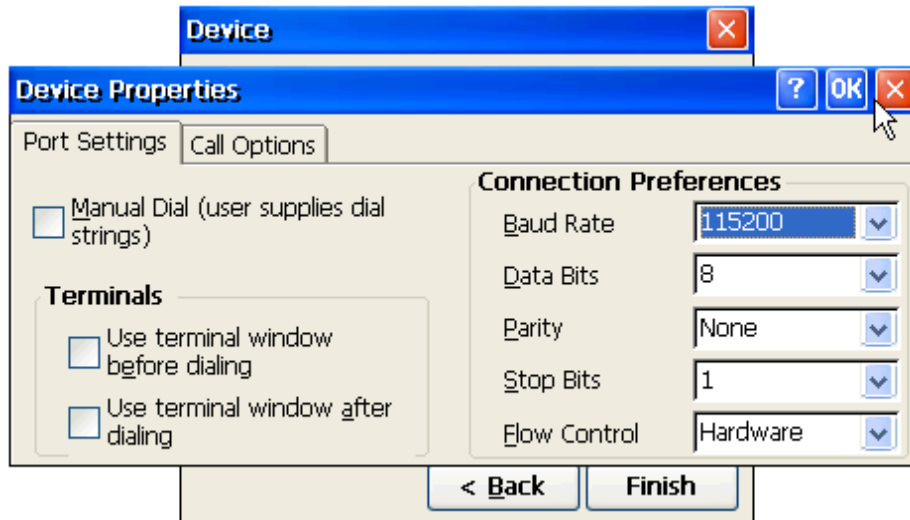 Device
Device Properties
? OK
Port Settings Call Options
Manual Dial (user supplies dial
strings)
Terminals
Use terminal window
before dialing
Use terminal window after
dialing
Connection Preferences
Baud Rate 115200
Data Bits 8
Parity None
Stop Bits 1
Flow Control Hardware
< Back Finish